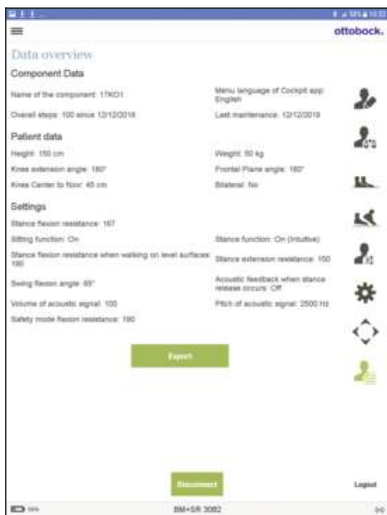 ottobock.
Data overview
Component Data
Name of the component: 17KO1
Menu language of Cockpit app:
English
Overall steps: 100 since 12/12/2019
Last maintenance: 12/12/2019
Patient data
Height: 150 cm
Weight: 50 kg
Knee extension angle: 180°
Frontal Plane angle: 180°
Knee Center to floor: 45 cm
Bilateral: No
Settings
Stance flexion resistance: 167
Sitting function: On
Stance function: On (Intuitive)
Stance flexion resistance when walking on level surfaces:
190
Stance extension resistance: 150
Swing flexion angle: 65°
Acoustic feedback when stance
release occurs: Off
Volume of acoustic signal: 100
Pitch of acoustic signal: 2500 Hz
Safety mode flexion resistance: 190
Export
Disconnect
Logout
BM+SR 3082